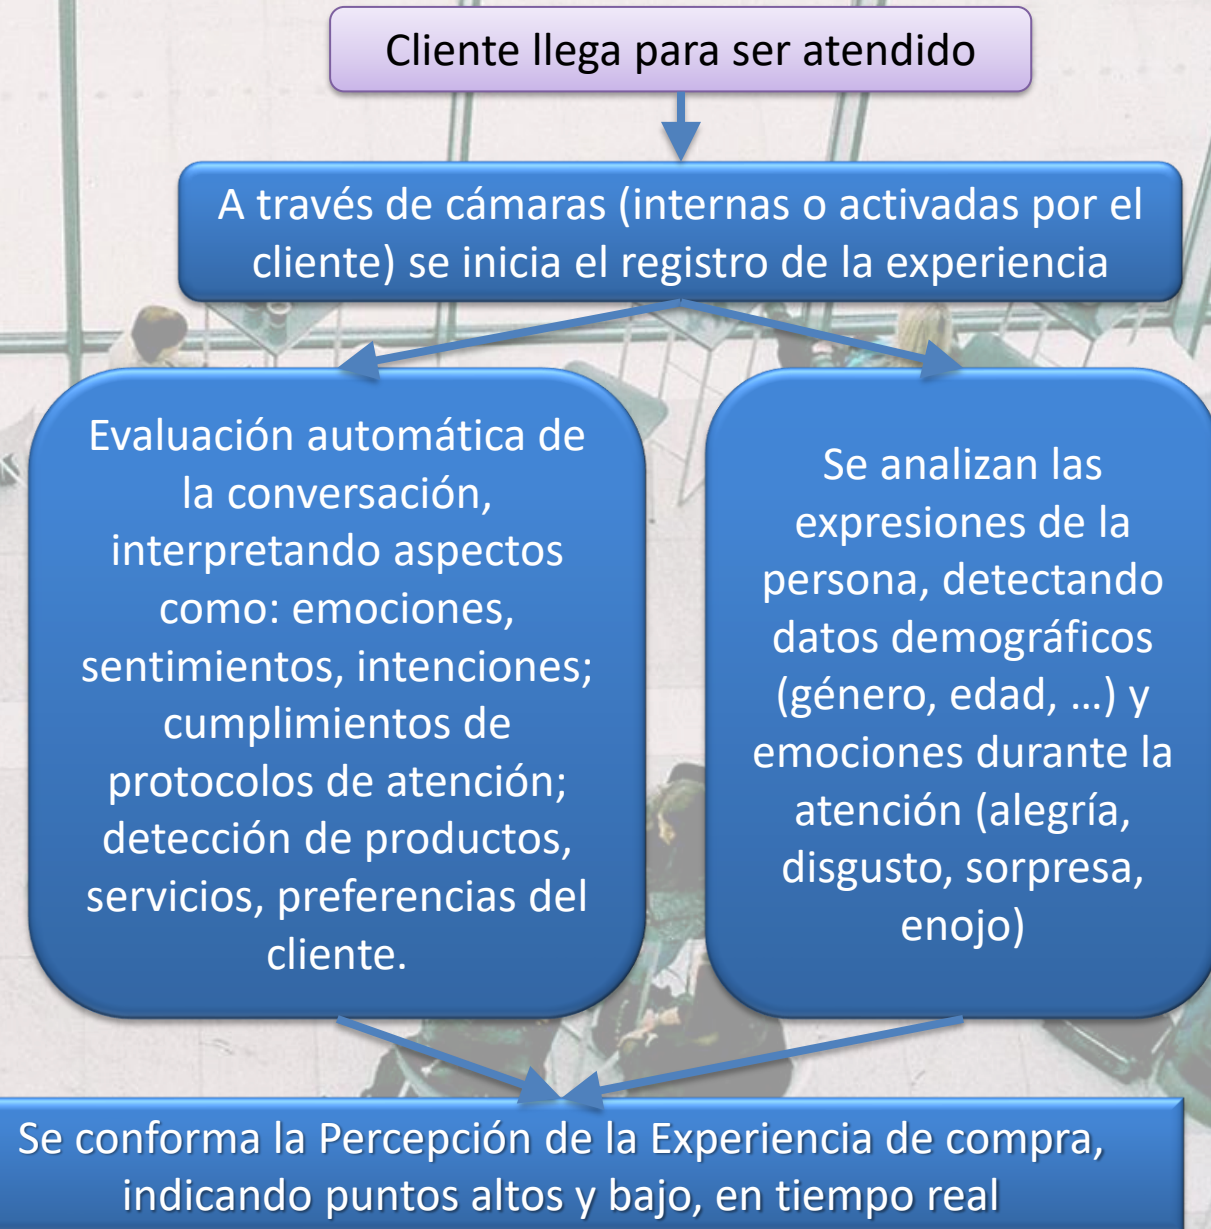 Cliente llega para ser atendido
A través de cámaras (internas o activadas por el
cliente) se inicia el registro de la experiencia
Evaluación automática de
la conversación,
interpretando aspectos
como: emociones,
sentimientos, intenciones;
cumplimientos de
protocolos de atención;
detección de productos,
servicios, preferencias del
cliente.
Se analizan las
expresiones de la
persona, detectando
datos demográficos
(género, edad, ...) y
emociones durante la
atención (alegría,
disgusto, sorpresa,
enojo)
Se conforma la Percepción de la Experiencia de compra,
indicando puntos altos y bajo, en tiempo real